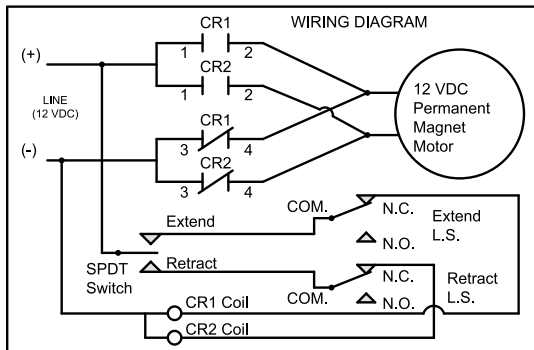 WIRING DIAGRAM
CR1
(+)
1 2
CR2
1 2
LINE
(12 VDC)
12 VDC
Permanent
Magnet
Motor
CR1
(-)
3 4
CR2
3 4
COM.
N.C.
Extend
Extend
L.S.
N.O.
SPDT
Switch
Retract
N.C.
Retract
L.S.
COM.
N.O.
CR1 Coil
CR2 Coil